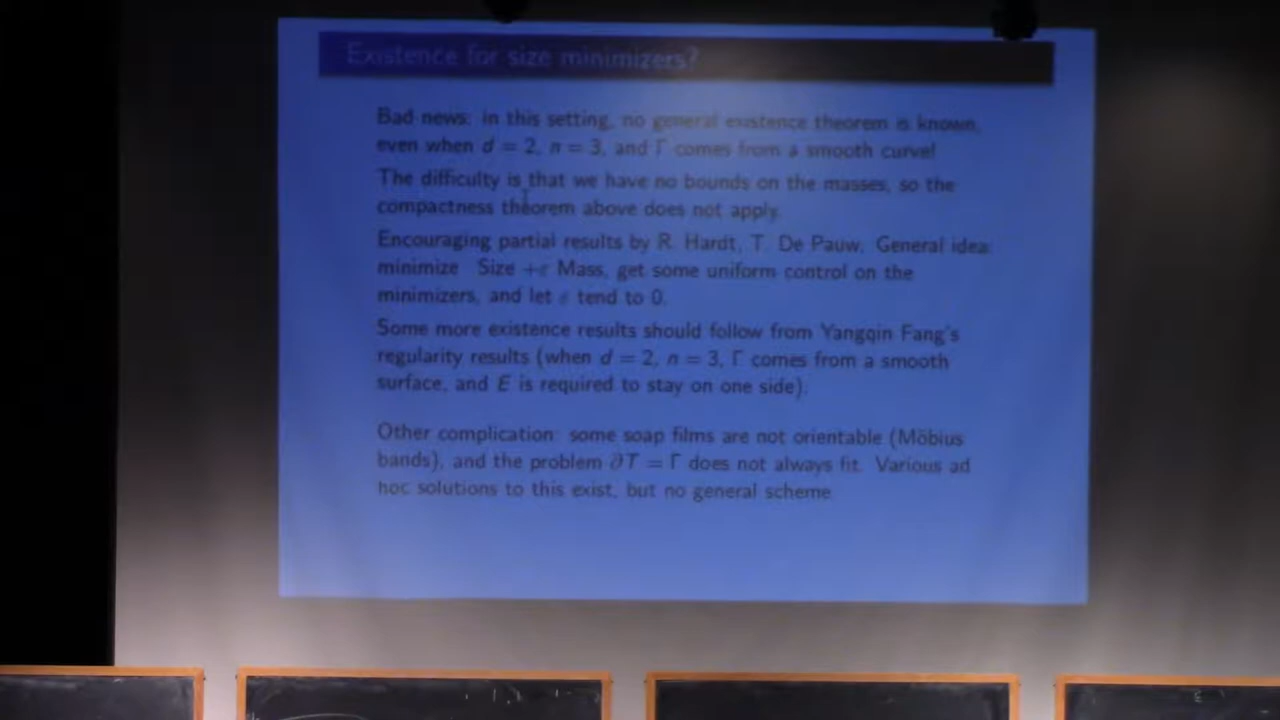 Existence for size minimizers?
Bad news: in this setting, no general existence theorem is known,
even when d = 2, n = 3, and Γ comes from a smooth curve!
The difficulty is that we have no bounds on the masses, so the
compactness theorem above does not apply.
Encouraging partial results by R. Hardt, T. De Pauw. General idea:
minimize Size +ε Mass, get some uniform control on the
minimizers, and let ε tend to 0.
Some more existence results should follow from Yangqin Fang's
regularity results (when d = 2, n = 3, Γ comes from a smooth
surface, and E is required to stay on one side).
Other complication: some soap films are not orientable (Möbius
bands), and the problem ∂T = Γ does not always fit. Various ad
hoc solutions to this exist, but no general scheme.